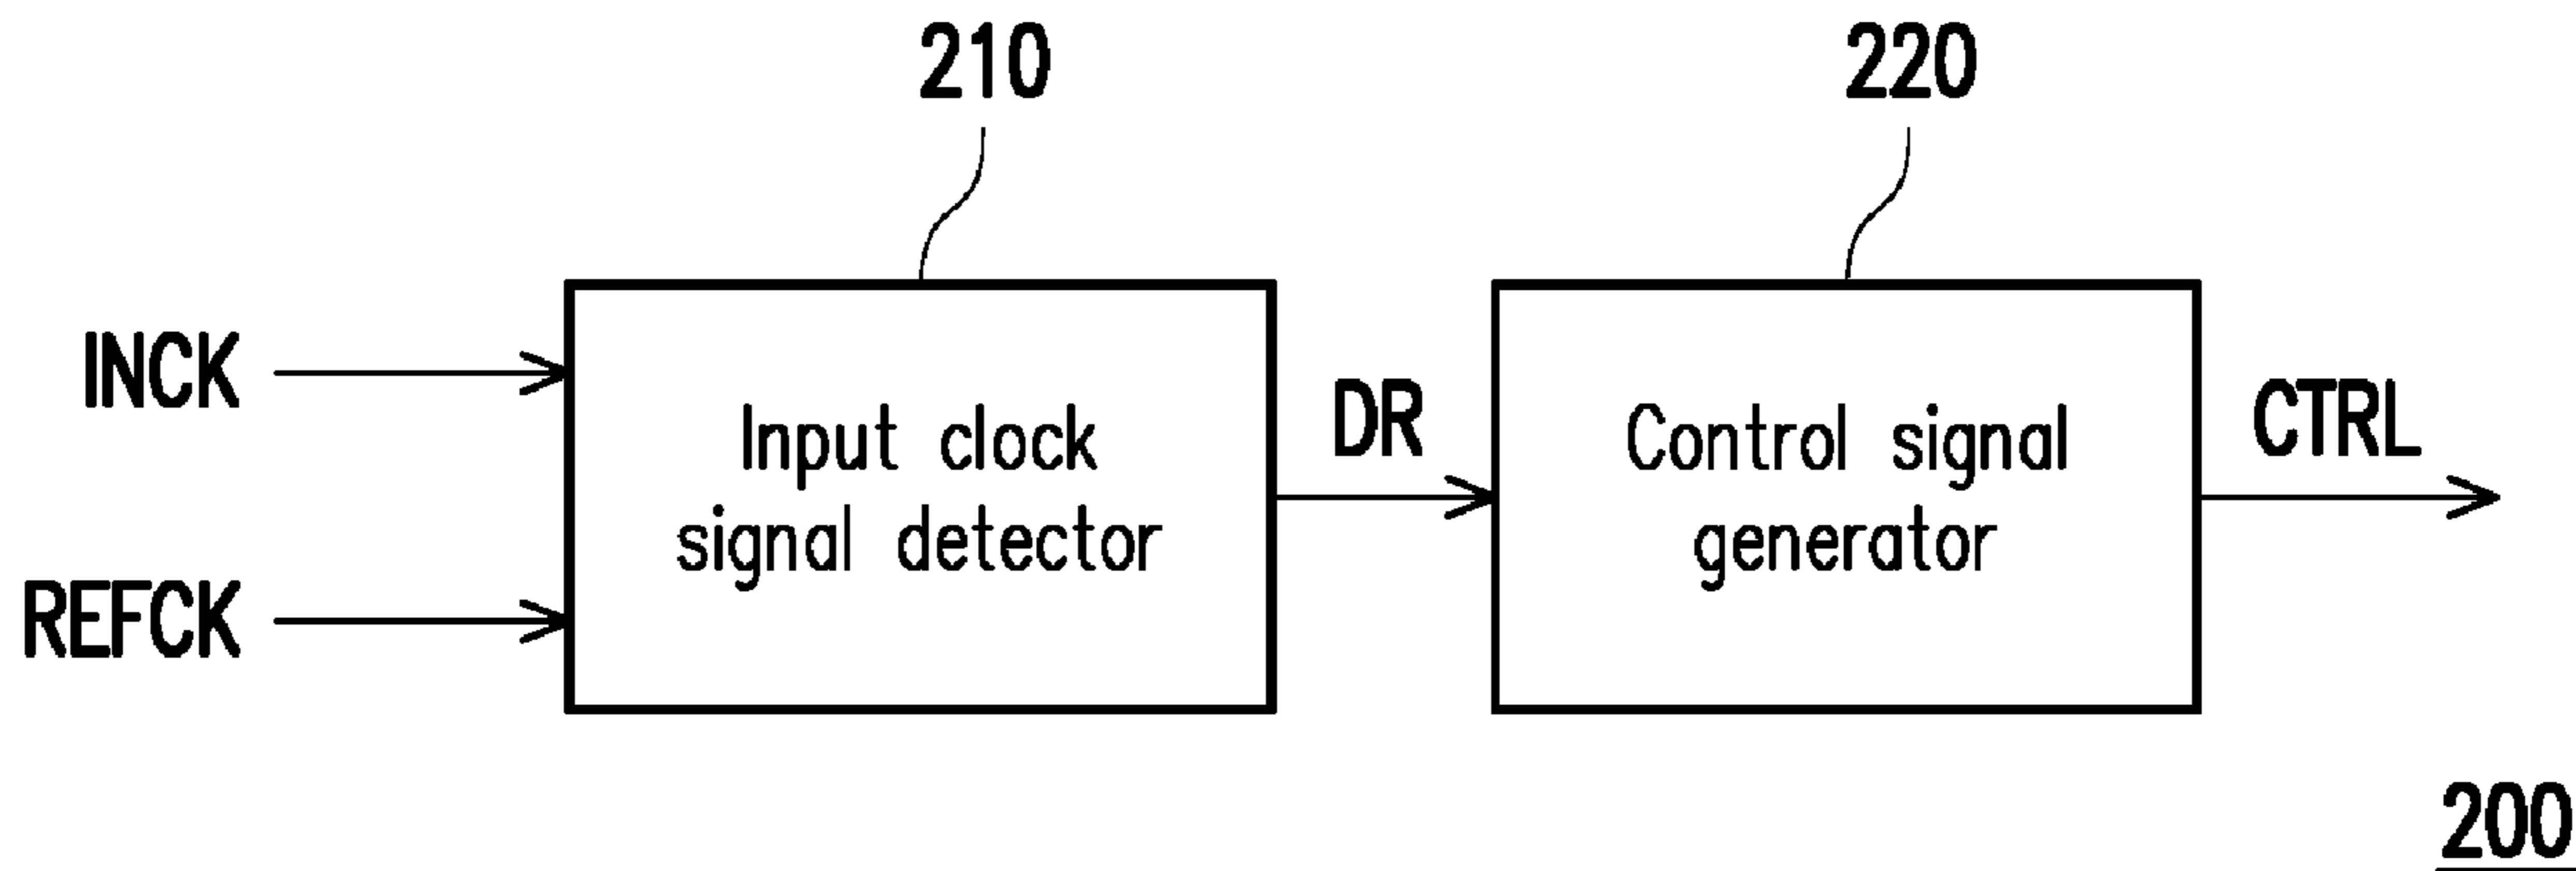 210
220
INCK
REFCK
Input clock
signal detector
DR
Control signal
generator
CTRL
200